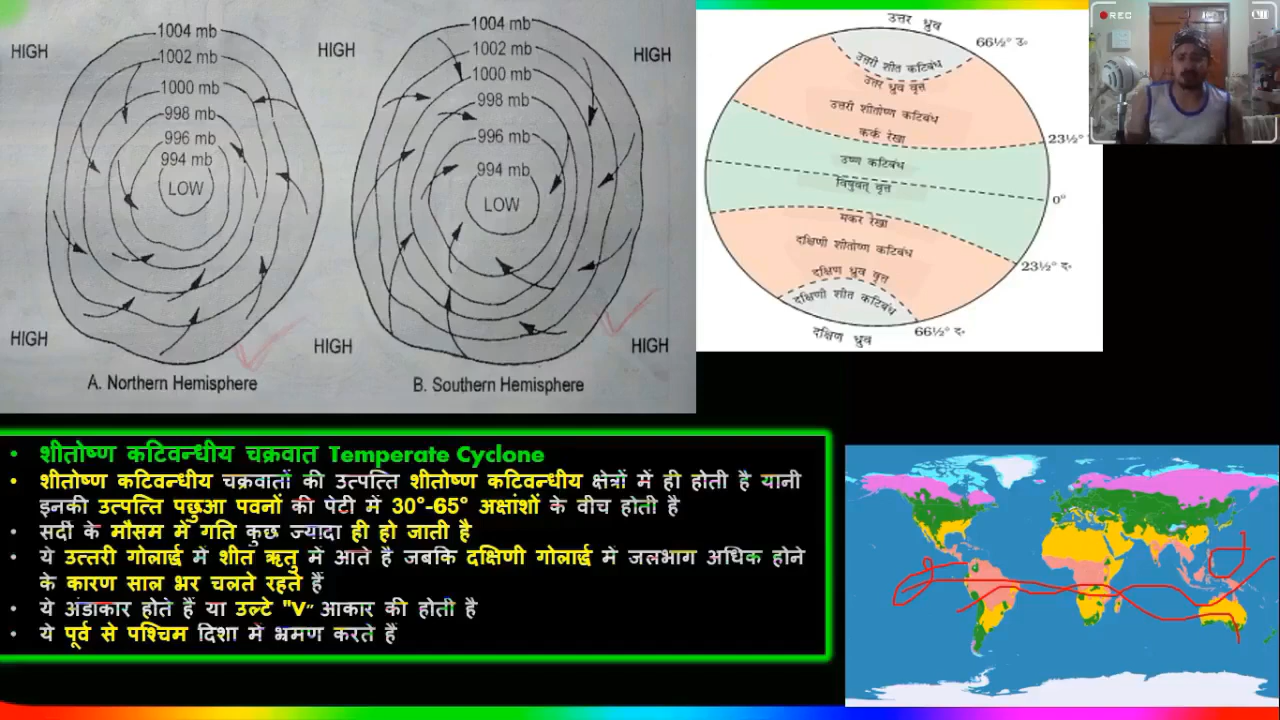 1004 mb
1002 mb
1000 mb
998 mb
996 mb
994 mb
LOW
HIGH
HIGH
HIGH
HIGH
A. Northern Hemisphere
1004 mb
1002 mb
1000 mb
998 mb
996 mb
994 mb
LOW
HIGH
HIGH
B. Southern Hemisphere
उत्तर ध्रुव
66½° उ॰
उत्तरी शीत कटिबंध
उत्तर ध्रुव वृत्त
उत्तरी शीतोष्ण कटिबंध
कर्क रेखा
23½°
उष्ण कटिबंध
विषुवत् वृत्त
0°
मकर रेखा
दक्षिणी शीतोष्ण कटिबंध
23½° द॰
दक्षिण ध्रुव वृत्त
दक्षिणी शीत कटिबंध
66½° द॰
दक्षिण ध्रुव
REC
• शीतोष्ण कटिवन्धीय चक्रवात Temperate Cyclone
• शीतोष्ण कटिवन्धीय चक्रवातों की उत्पत्ति शीतोष्ण कटिवन्धीय क्षेत्रों में ही होती है यानी
इनकी उत्पत्ति पछुआ पवनों की पेटी में 30°-65° अक्षांशों के वीच होती है
• सर्दी के मौसम में गति कुछ ज्यादा ही हो जाती है
• ये उत्तरी गोलार्द्ध में शीत ऋतु में आते है जबकि दक्षिणी गोलार्द्ध में जलभाग अधिक होने
के कारण साल भर चलते रहते हैं
• ये अंडाकार होते हैं या उल्टे "V" आकार की होती है
• ये पूर्व से पश्चिम दिशा में भ्रमण करते हैं